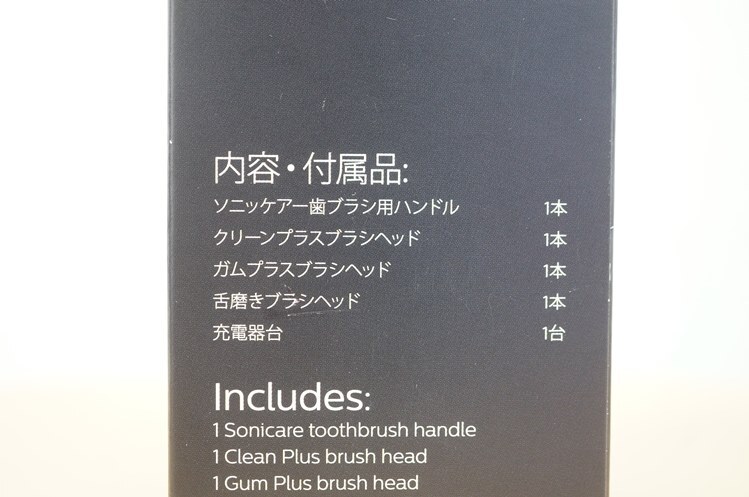 内容・付属品:
ソニッケアー歯ブラシ用ハンドル 1本
クリーンプラスブラシヘッド 1本
ガムプラスブラシヘッド 1本
舌磨きブラシヘッド 1本
充電器台 1台
Includes:
1 Sonicare toothbrush handle
1 Clean Plus brush head
1 Gum Plus brush head